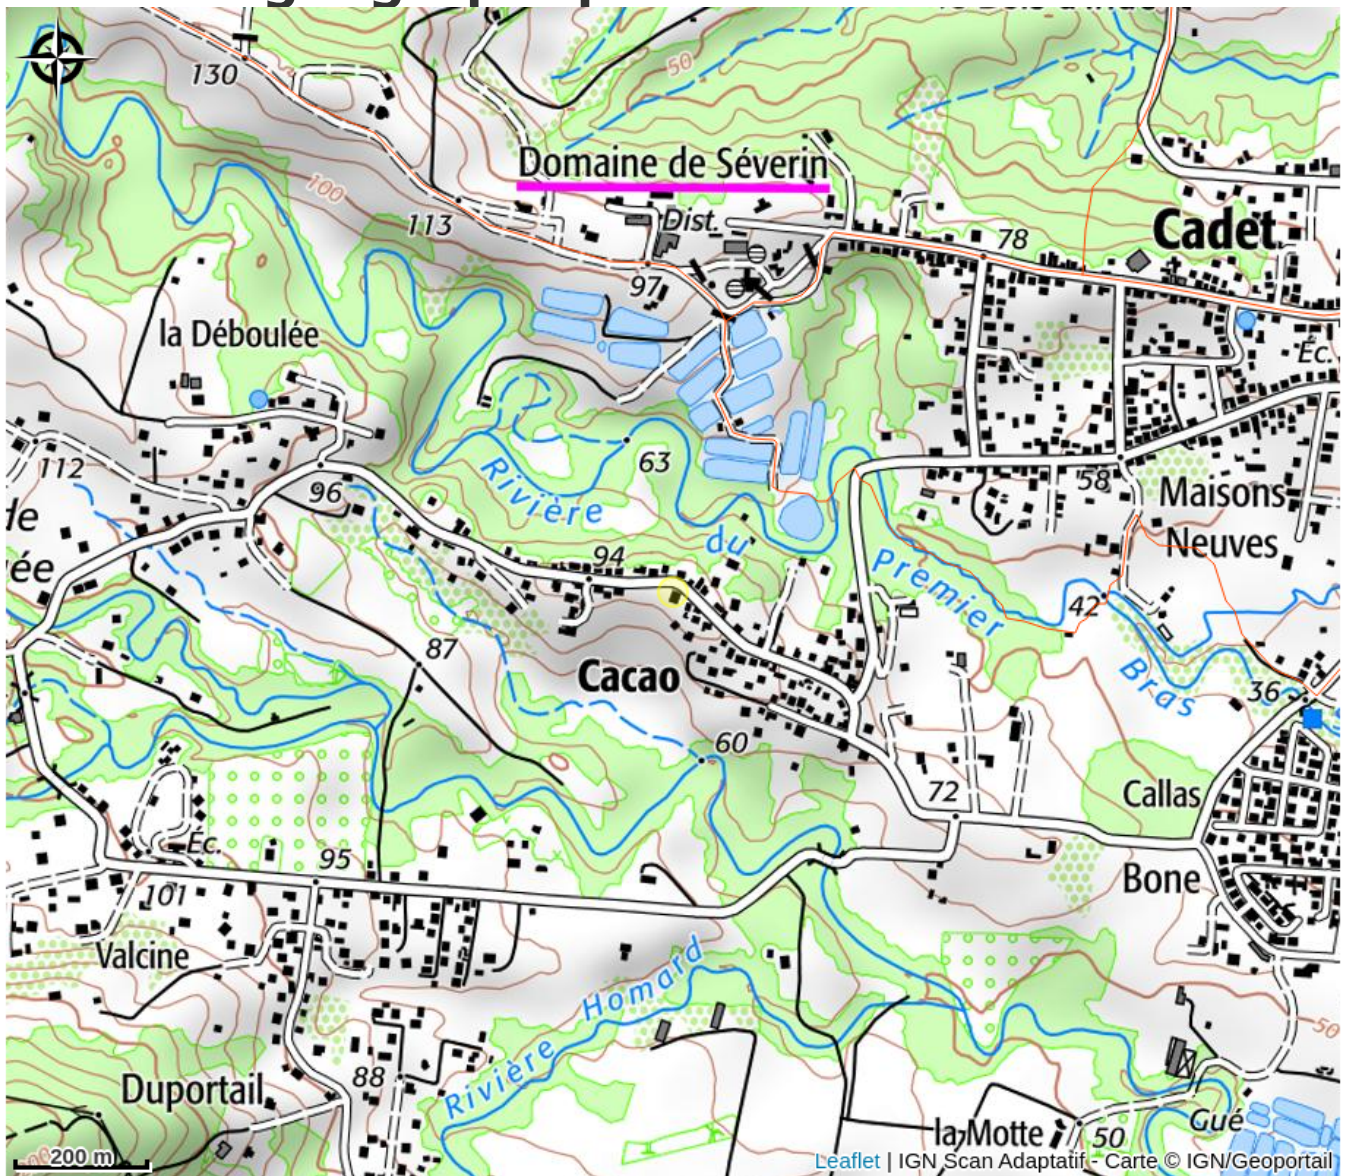 130
50
Domaine de Séverin
100
113
Dist.
78
Cadet
97
la Déboulée
Éc.
112
96
63
58
Maisons
Neuves
Rivière
du
Premier
Bras
de
ée
94
42
87
Cacao
36
60
72
Callas
Éc.
95
101
Bone
Valcine
Rivière Homard
50
88
Duportail
la Motte
50
Gué
200 m
Leaflet | IGN Scan Adaptatif - Carte © IGN/Geoportail